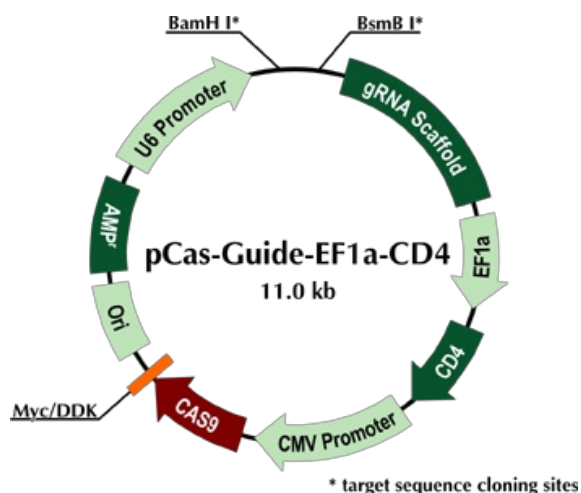 BamH I*
BsmB I*
U6 Promoter
gRNA Scaffold
AMPr
pCas-Guide-EF1a-CD4
11.0 kb
EF1a
Ori
CD4
Myc/DDK
CAS9
CMV Promoter
* target sequence cloning sites